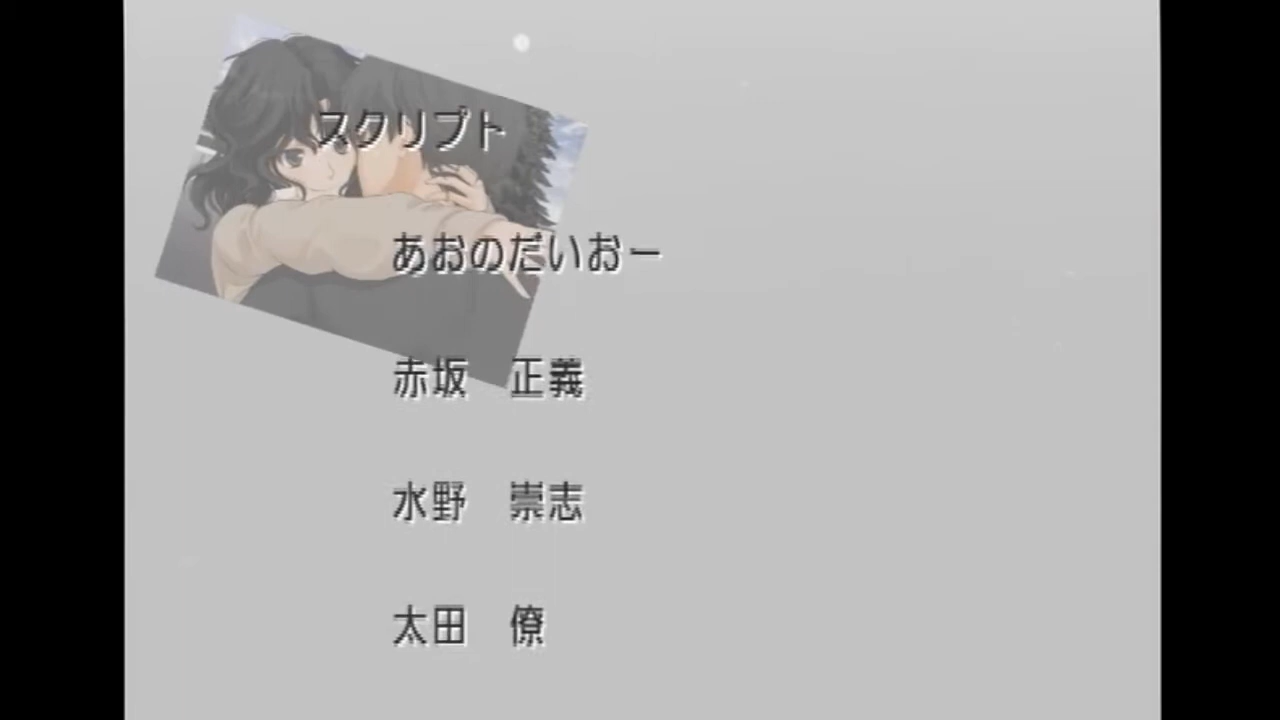 スクリプト
あおのだいおー
赤坂　正義
水野　崇志
太田　僚